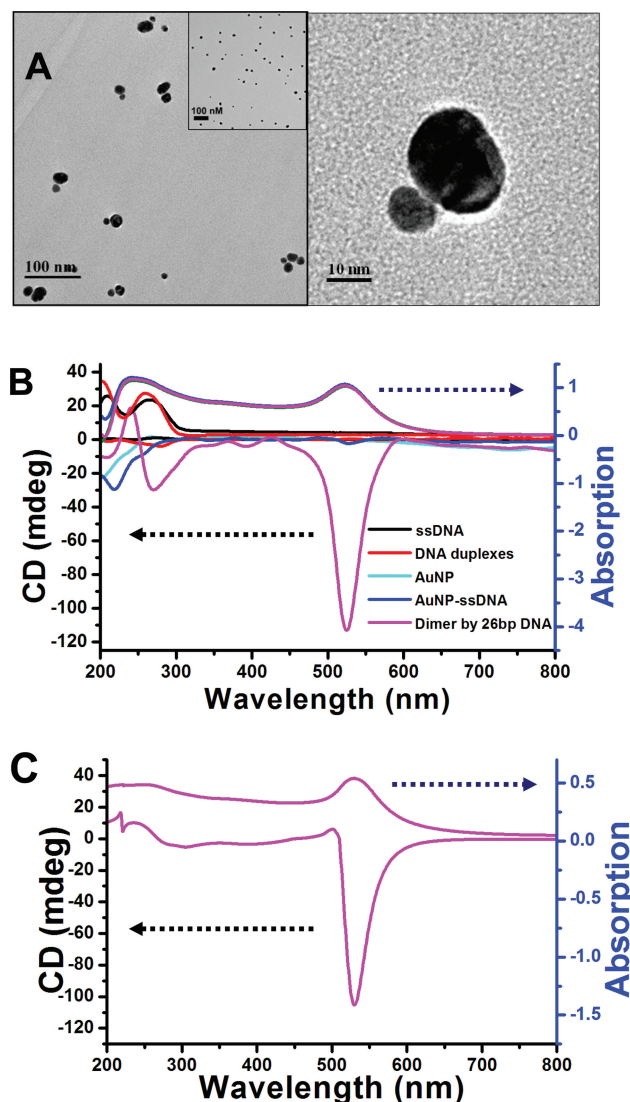 A
100 nM
100 nm
10 nm
B
40
20
0
-20
-40
-60
-80
-100
-120
CD (mdeg)
1
0
-1
-2
-3
-4
Absorption
ssDNA
DNA duplexes
AuNP
AuNP-ssDNA
Dimer by 26bp DNA
200 300 400 500 600 700 800
Wavelength (nm)
C
40
20
0
-20
-40
-60
-80
-100
-120
CD (mdeg)
0.5
0.0
-0.5
-1.0
-1.5
Absorption
200 300 400 500 600 700 800
Wavelength (nm)